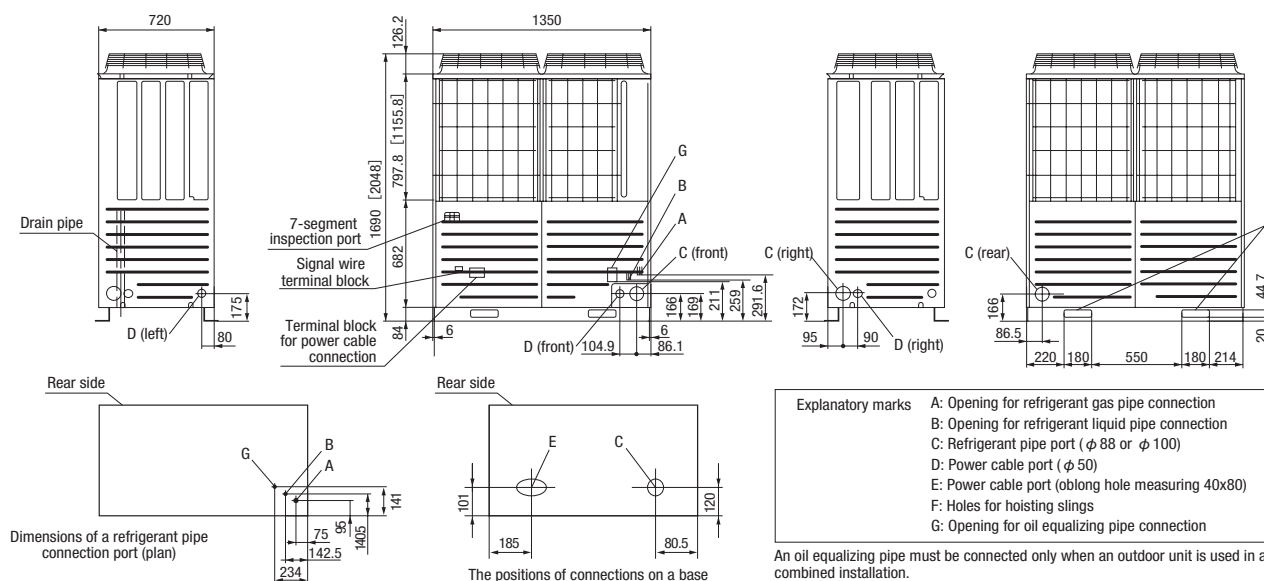 720
1350
126.2
1690 [2048]
797.8 [1155.8]
682
84
6
6
G
B
A
C (front)
Drain pipe
7-segment
inspection port
Signal wire
terminal block
Terminal block
for power cable
connection
D (left)
175
80
D (front)
104.9
86.1
166
169
211
259
291.6
C (right)
172
95
90
D (right)
C (rear)
166
86.5
220
180
550
180
214
44.7
20
Rear side
G
B
A
141
140.5
95
75
142.5
234
Dimensions of a refrigerant pipe
connection port (plan)
Rear side
E
C
101
120
185
80.5
The positions of connections on a base
Explanatory marks
A: Opening for refrigerant gas pipe connection
B: Opening for refrigerant liquid pipe connection
C: Refrigerant pipe port (φ88 or φ100)
D: Power cable port (φ50)
E: Power cable port (oblong hole measuring 40x80)
F: Holes for hoisting slings
G: Opening for oil equalizing pipe connection
An oil equalizing pipe must be connected only when an outdoor unit is used in a
combined installation.